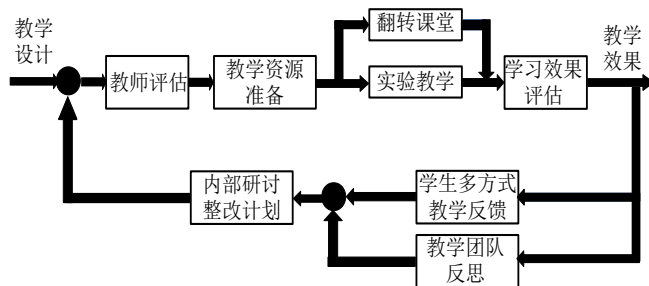 教学
设计
教师评估
教学资源
准备
翻转课堂
实验教学
学习效果
评估
教学
效果
内部研讨
整改计划
学生多方式
教学反馈
教学团队
反思